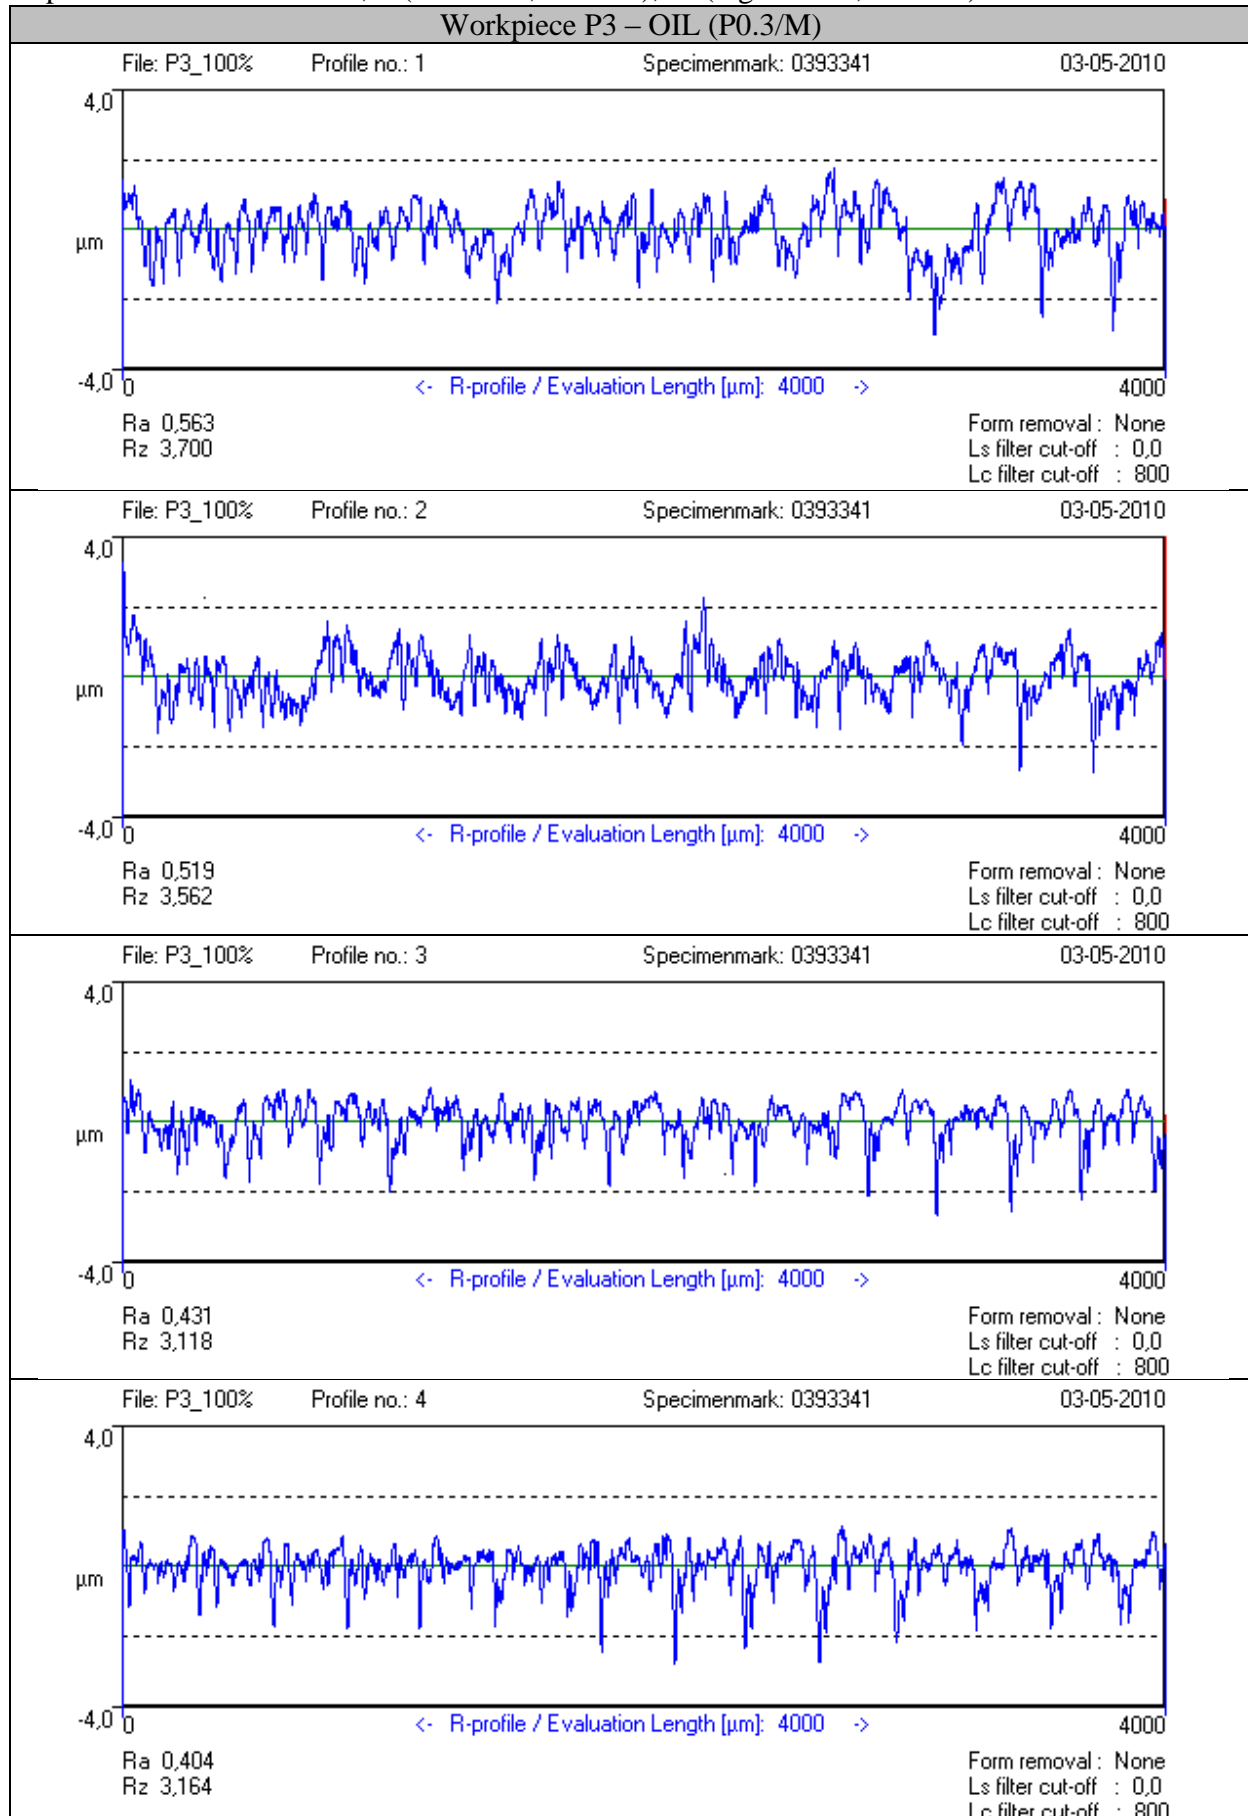 Workpiece P3 – OIL (P0.3/M)
File: P3_100% Profile no.: 1 Specimenmark: 0393341 03-05-2010
4,0
µm
-4,0 0 <- R-profile / Evaluation Length [µm]: 4000 -> 4000
Ra 0,563 Form removal : None
Rz 3,700 Ls filter cut-off : 0,0
Lc filter cut-off : 800
File: P3_100% Profile no.: 2 Specimenmark: 0393341 03-05-2010
4,0
µm
-4,0 0 <- R-profile / Evaluation Length [µm]: 4000 -> 4000
Ra 0,519 Form removal : None
Rz 3,562 Ls filter cut-off : 0,0
Lc filter cut-off : 800
File: P3_100% Profile no.: 3 Specimenmark: 0393341 03-05-2010
4,0
µm
-4,0 0 <- R-profile / Evaluation Length [µm]: 4000 -> 4000
Ra 0,431 Form removal : None
Rz 3,118 Ls filter cut-off : 0,0
Lc filter cut-off : 800
File: P3_100% Profile no.: 4 Specimenmark: 0393341 03-05-2010
4,0
µm
-4,0 0 <- R-profile / Evaluation Length [µm]: 4000 -> 4000
Ra 0,404 Form removal : None
Rz 3,164 Ls filter cut-off : 0,0
Lc filter cut-off : 800